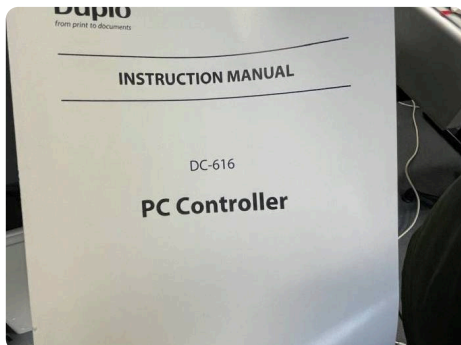 Duplo
from print to documents
INSTRUCTION MANUAL
DC-616
PC Controller